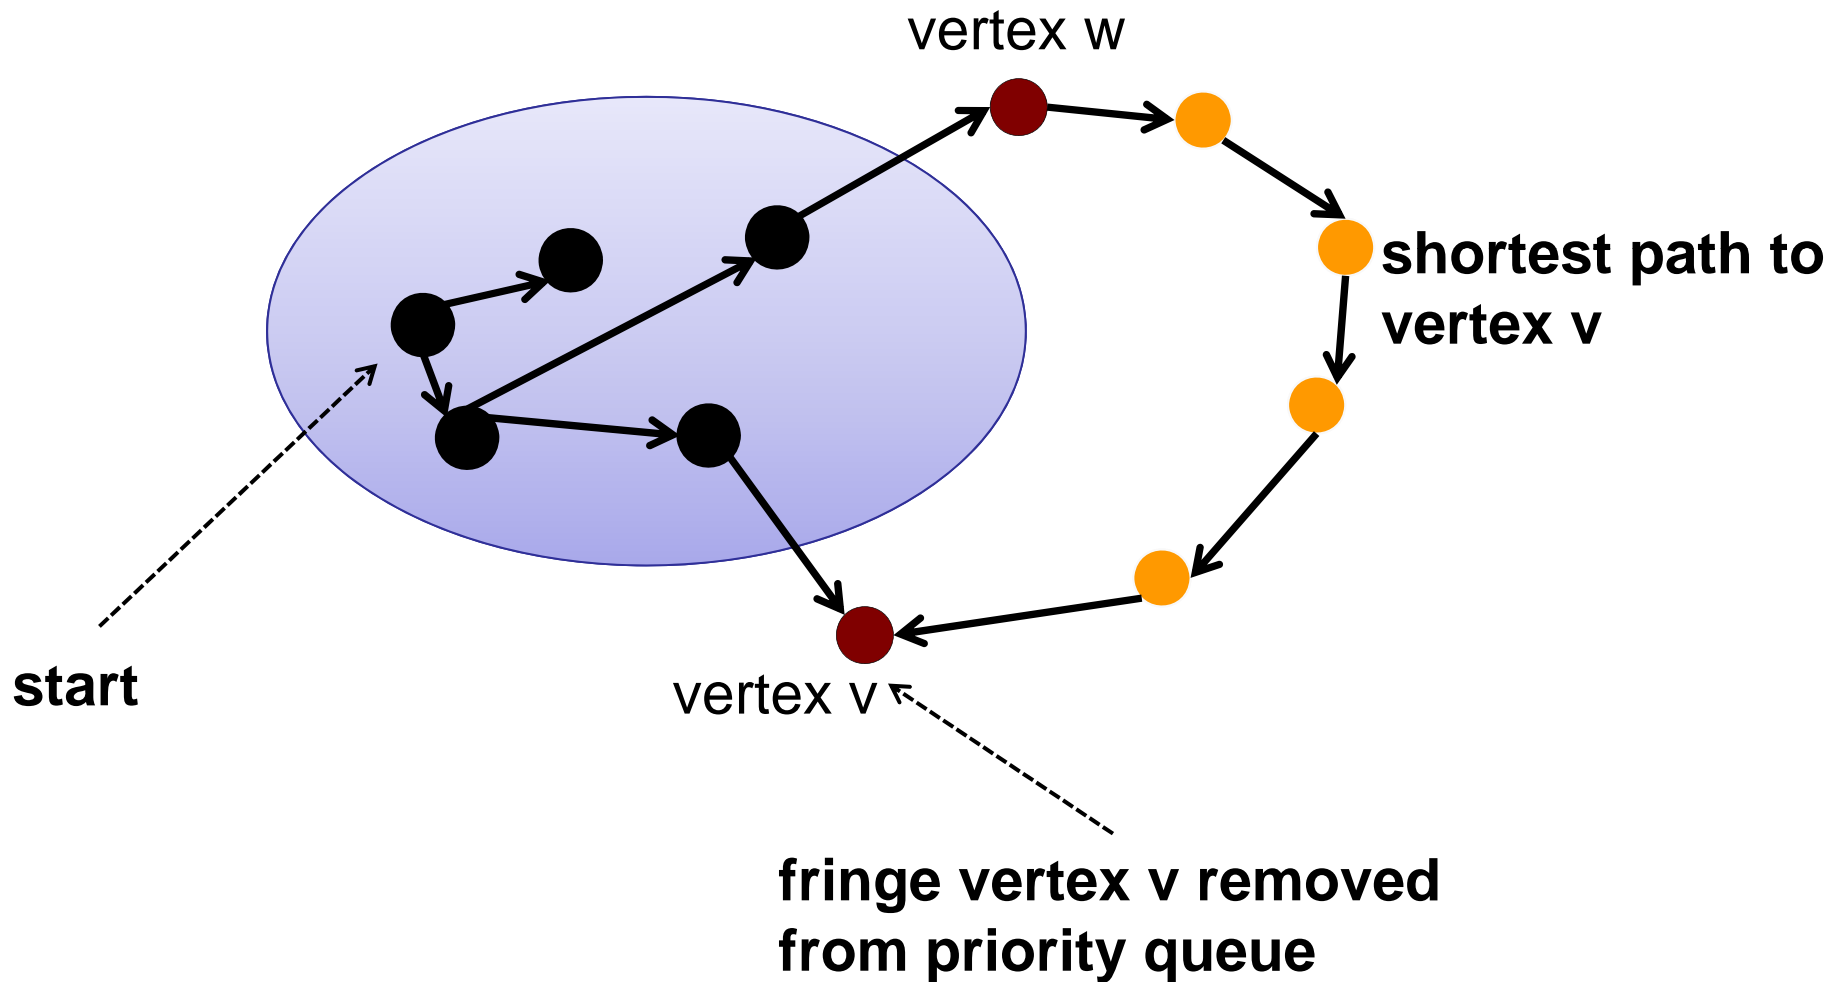 vertex w
shortest path to
vertex v
start
vertex v
fringe vertex v removed
from priority queue